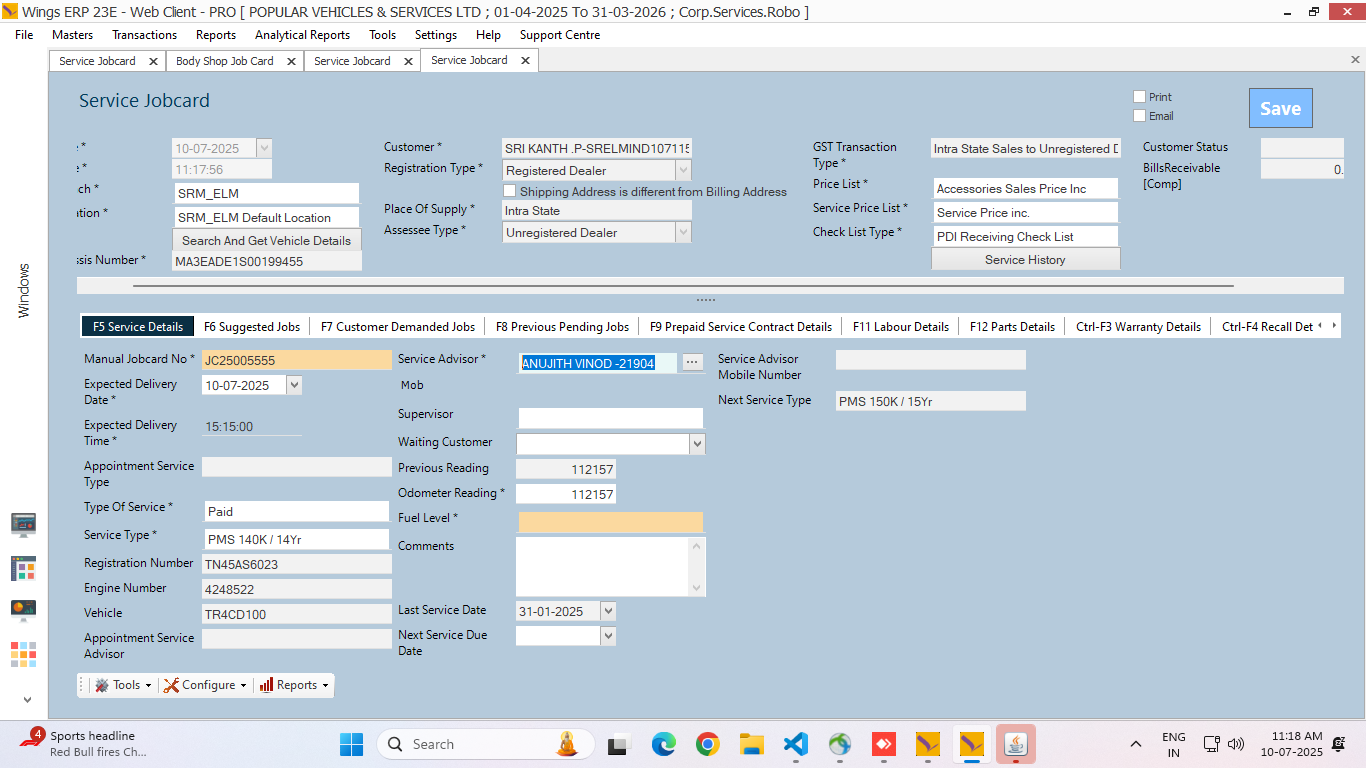 Wings ERP 23E - Web Client - PRO [ POPULAR VEHICLES & SERVICES LTD ; 01-04-2025 To 31-03-2026 ; Corp.Services.Robo ]
File Masters Transactions Reports Analytical Reports Tools Settings Help Support Centre
Service Jobcard Body Shop Job Card Service Jobcard Service Jobcard
Service Jobcard
Print
Email
Save
* 10-07-2025
* 11:17:56
ch * SRM_ELM
tion * SRM_ELM Default Location
Search And Get Vehicle Details
sis Number * MA3EADE1S00199455
Customer * SRI KANTH .P-SRELMIND107115
Registration Type * Registered Dealer
Shipping Address is different from Billing Address
Place Of Supply * Intra State
Assessee Type * Unregistered Dealer
GST Transaction
Type * Intra State Sales to Unregistered D
Price List * Accessories Sales Price Inc
Service Price List * Service Price inc.
Check List Type * PDI Receiving Check List
Service History
Customer Status
BillsReceivable
[Comp] 0.
Windows
F5 Service Details F6 Suggested Jobs F7 Customer Demanded Jobs F8 Previous Pending Jobs F9 Prepaid Service Contract Details F11 Labour Details F12 Parts Details Ctrl-F3 Warranty Details Ctrl-F4 Recall Det
Manual Jobcard No * JC25005555
Expected Delivery
Date * 10-07-2025
Expected Delivery
Time * 15:15:00
Appointment Service
Type
Type Of Service * Paid
Service Type * PMS 140K / 14Yr
Registration Number TN45AS6023
Engine Number 4248522
Vehicle TR4CD100
Appointment Service
Advisor
Service Advisor * ANUJITH VINOD -21904 ...
Mob
Supervisor
Waiting Customer
Previous Reading 112157
Odometer Reading * 112157
Fuel Level *
Comments
Last Service Date 31-01-2025
Next Service Due
Date
Service Advisor
Mobile Number
Next Service Type PMS 150K / 15Yr
Tools Configure Reports
4
Sports headline
Red Bull fires Ch...
Search
ENG
IN
11:18 AM
10-07-2025